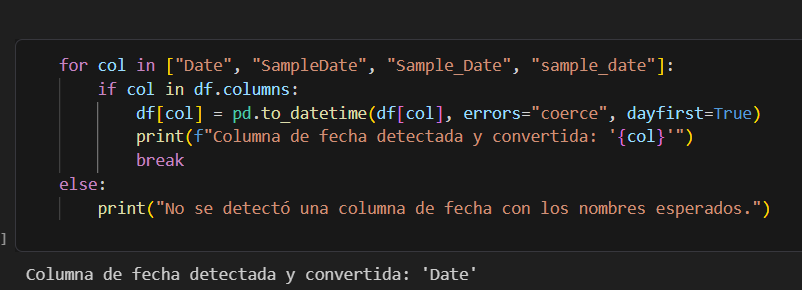 for col in ["Date", "SampleDate", "Sample_Date", "sample_date"]:
    if col in df.columns:
        df[col] = pd.to_datetime(df[col], errors="coerce", dayfirst=True)
        print(f"Columna de fecha detectada y convertida: '{col}'")
        break
else:
    print("No se detectó una columna de fecha con los nombres esperados.")
]
Columna de fecha detectada y convertida: 'Date'